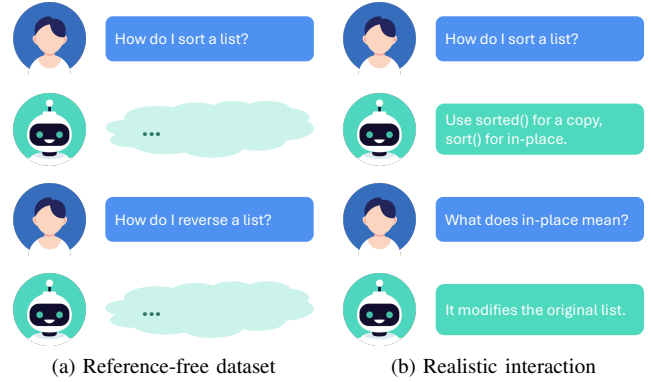 How do I sort a list?
...
How do I reverse a list?
...
(a) Reference-free dataset
How do I sort a list?
Use sorted() for a copy,
sort() for in-place.
What does in-place mean?
It modifies the original list.
(b) Realistic interaction